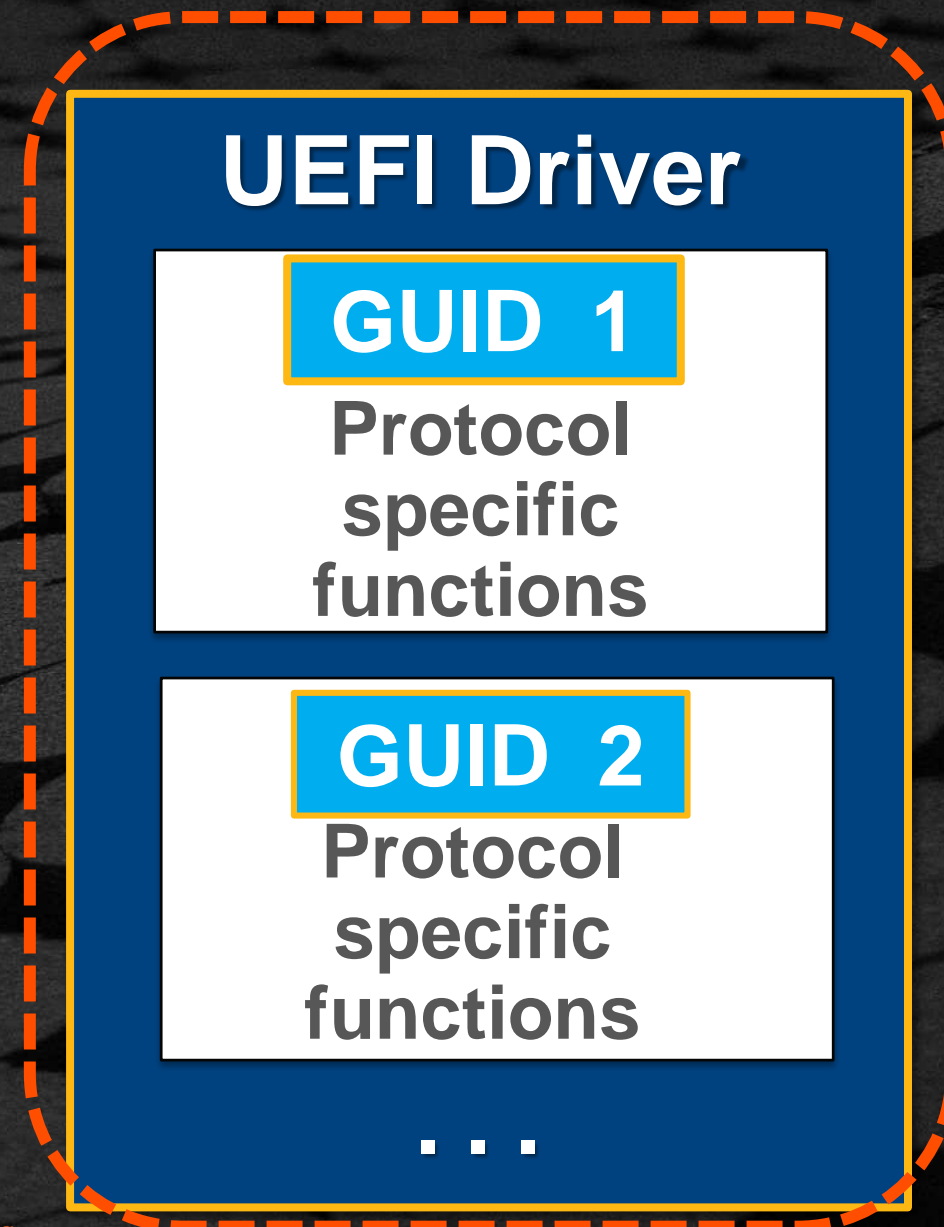 UEFI Driver
GUID 1
Protocol
specific
functions
GUID 2
Protocol
specific
functions
. . .